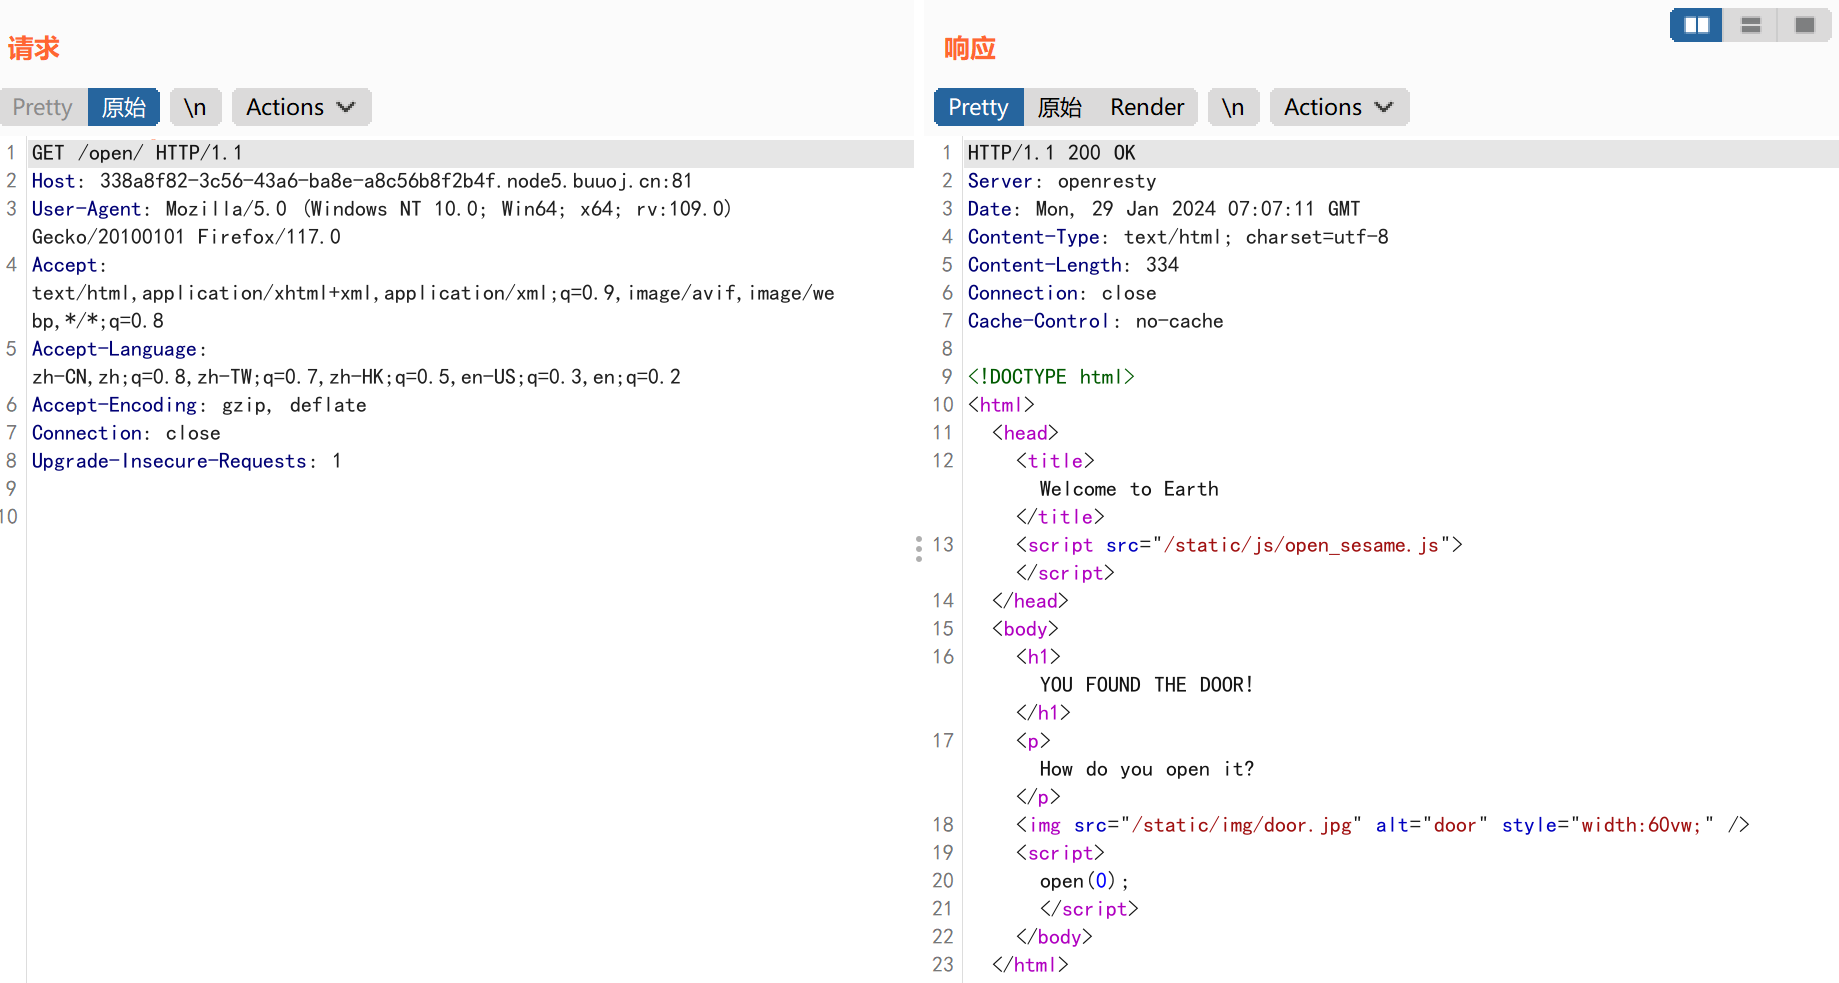 请求
Pretty 原始 \n Actions
1 GET /open/ HTTP/1.1
2 Host: 338a8f82-3c56-43a6-ba8e-a8c56b8f2b4f.node5.buuoj.cn:81
3 User-Agent: Mozilla/5.0 (Windows NT 10.0; Win64; x64; rv:109.0)
Gecko/20100101 Firefox/117.0
4 Accept:
text/html,application/xhtml+xml,application/xml;q=0.9,image/avif,image/we
bp,*/*;q=0.8
5 Accept-Language:
zh-CN,zh;q=0.8,zh-TW;q=0.7,zh-HK;q=0.5,en-US;q=0.3,en;q=0.2
6 Accept-Encoding: gzip, deflate
7 Connection: close
8 Upgrade-Insecure-Requests: 1
9
10
响应
Pretty 原始 Render \n Actions
1 HTTP/1.1 200 OK
2 Server: openresty
3 Date: Mon, 29 Jan 2024 07:07:11 GMT
4 Content-Type: text/html; charset=utf-8
5 Content-Length: 334
6 Connection: close
7 Cache-Control: no-cache
8
9 <!DOCTYPE html>
10 <html>
11 <head>
12 <title>
Welcome to Earth
</title>
13 <script src="/static/js/open_sesame.js">
</script>
14 </head>
15 <body>
16 <h1>
YOU FOUND THE DOOR!
</h1>
17 <p>
How do you open it?
</p>
18 <img src="/static/img/door.jpg" alt="door" style="width:60vw;" />
19 <script>
20 open(0);
21 </script>
22 </body>
23 </html>